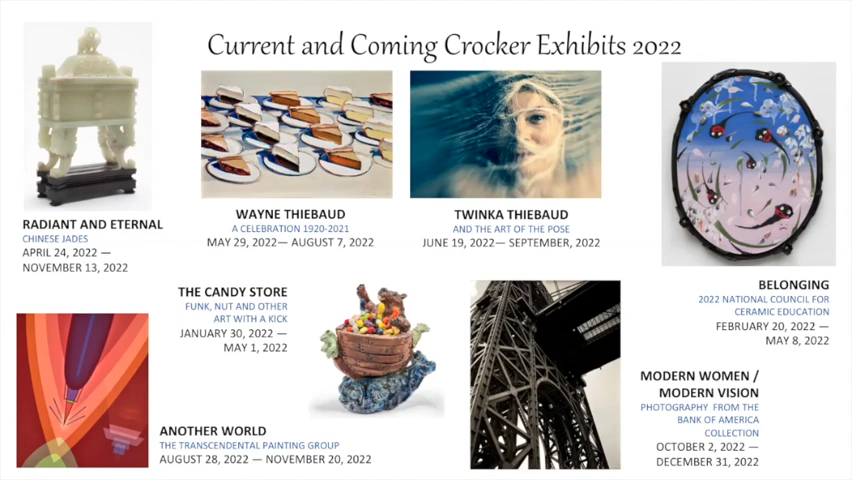 Current and Coming Crocker Exhibits 2022
RADIANT AND ETERNAL
CHINESE JADES
APRIL 24, 2022 —
NOVEMBER 13, 2022
WAYNE THIEBAUD
A CELEBRATION 1920-2021
MAY 29, 2022— AUGUST 7, 2022
TWINKA THIEBAUD
AND THE ART OF THE POSE
JUNE 19, 2022— SEPTEMBER, 2022
BELONGING
2022 NATIONAL COUNCIL FOR
CERAMIC EDUCATION
FEBRUARY 20, 2022 —
MAY 8, 2022
THE CANDY STORE
FUNK, NUT AND OTHER
ART WITH A KICK
JANUARY 30, 2022 —
MAY 1, 2022
ANOTHER WORLD
THE TRANSCENDENTAL PAINTING GROUP
AUGUST 28, 2022 — NOVEMBER 20, 2022
MODERN WOMEN /
MODERN VISION
PHOTOGRAPHY FROM THE
BANK OF AMERICA
COLLECTION
OCTOBER 2, 2022 —
DECEMBER 31, 2022